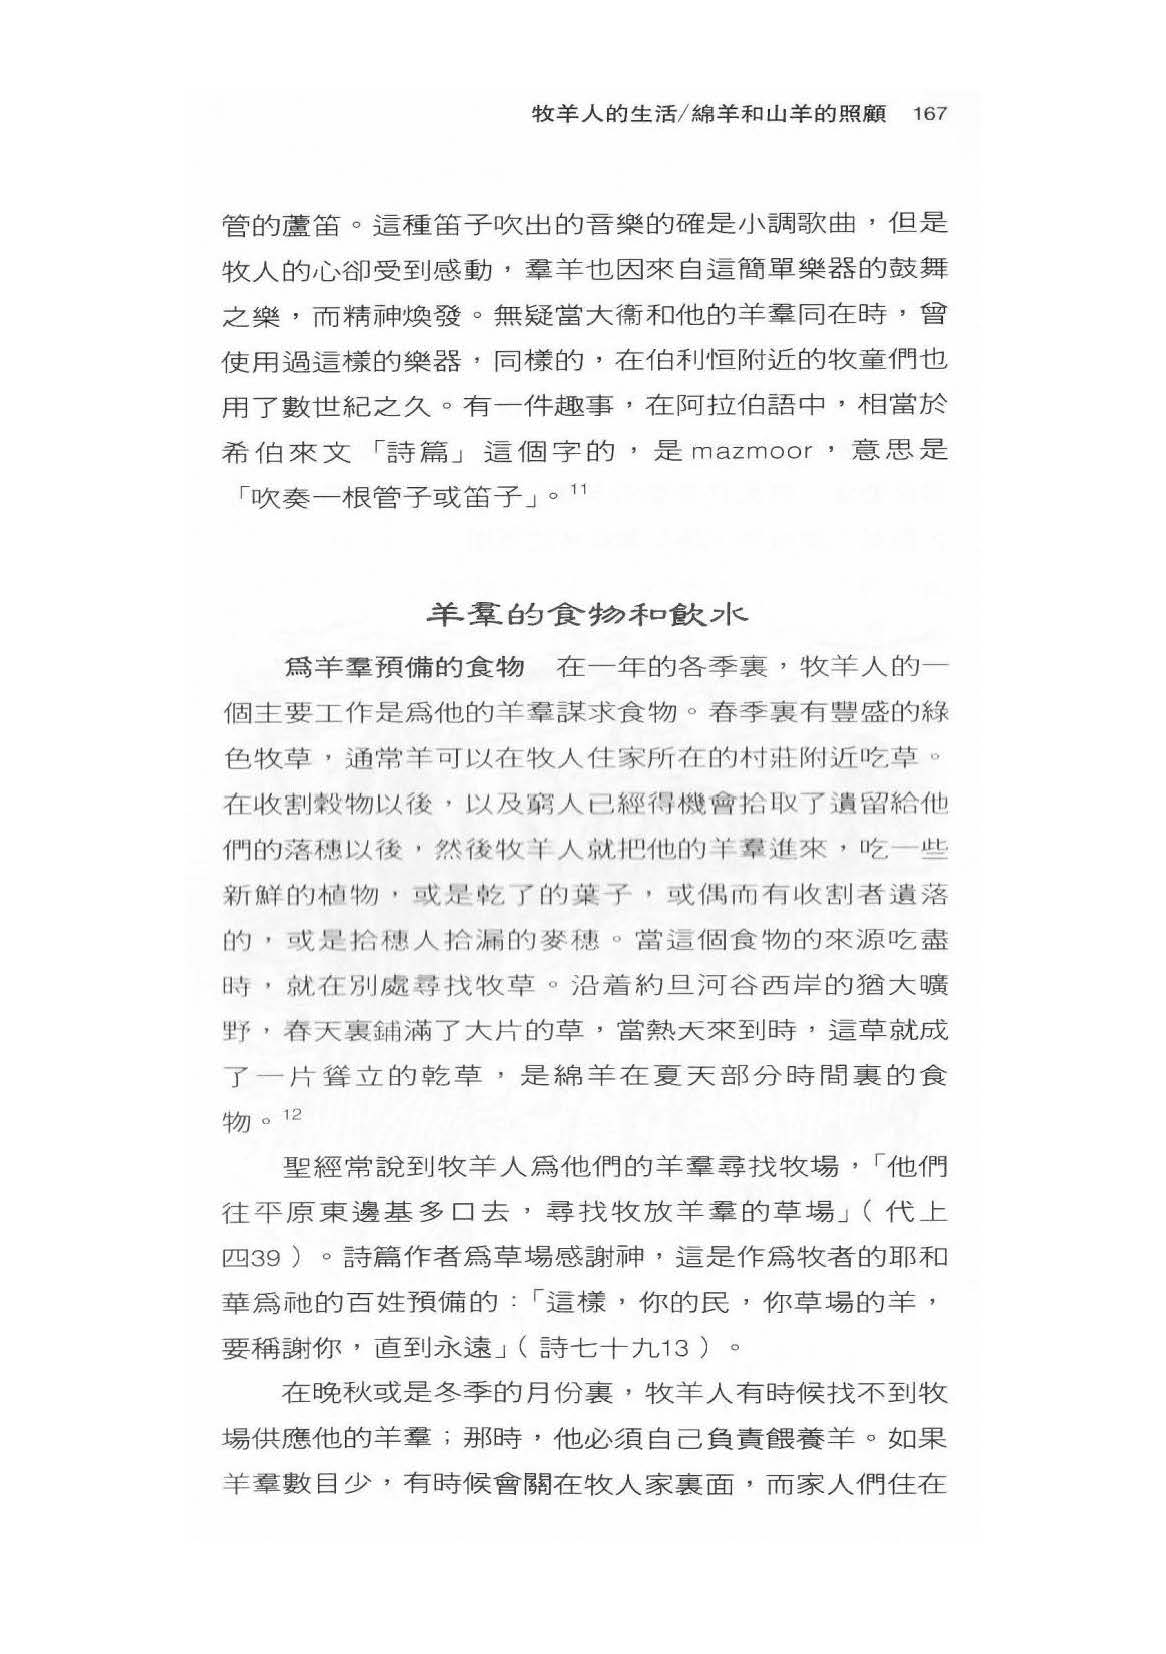 牧羊人的生活/綿羊和山羊的照顧 167
管的蘆笛。這種笛子吹出的音樂的確是小調歌曲，但是
牧人的心卻受到感動，羣羊也因來自這簡單樂器的鼓舞
之樂，而精神煥發。無疑當大衞和他的羊羣同在時，曾
使用過這樣的樂器，同樣的，在伯利恒附近的牧童們也
用了數世紀之久。有一件趣事，在阿拉伯語中，相當於
希伯來文「詩篇」這個字的，是 mazmoor，意思是
「吹奏一根管子或笛子」。11
羊羣的食物和飲水
爲羊羣預備的食物　在一年的各季裏，牧羊人的一
個主要工作是爲他的羊羣謀求食物。春季裏有豐盛的綠
色牧草，通常羊可以在牧人住家所在的村莊附近吃草。
在收割穀物以後，以及窮人已經得機會拾取了遺留給他
們的落穗以後，然後牧羊人就把他的羊羣進來，吃一些
新鮮的植物，或是乾了的葉子，或偶而有收割者遺落
的，或是拾穗人拾漏的麥穗。當這個食物的來源吃盡
時，就在別處尋找牧草。沿着約旦河谷西岸的猶大曠
野，春天裏鋪滿了大片的草，當熱天來到時，這草就成
了一片聳立的乾草，是綿羊在夏天部分時間裏的食
物。12
聖經常說到牧羊人爲他們的羊羣尋找牧場，「他們
往平原東邊基多口去，尋找牧放羊羣的草場」（代上
四39）。詩篇作者爲草場感謝神，這是作爲牧者的耶和
華爲祂的百姓預備的：「這樣，你的民，你草場的羊，
要稱謝你，直到永遠」（詩七十九13）。
在晚秋或是冬季的月份裏，牧羊人有時候找不到牧
場供應他的羊羣；那時，他必須自己負責餵養羊。如果
羊羣數目少，有時候會關在牧人家裏面，而家人們住在